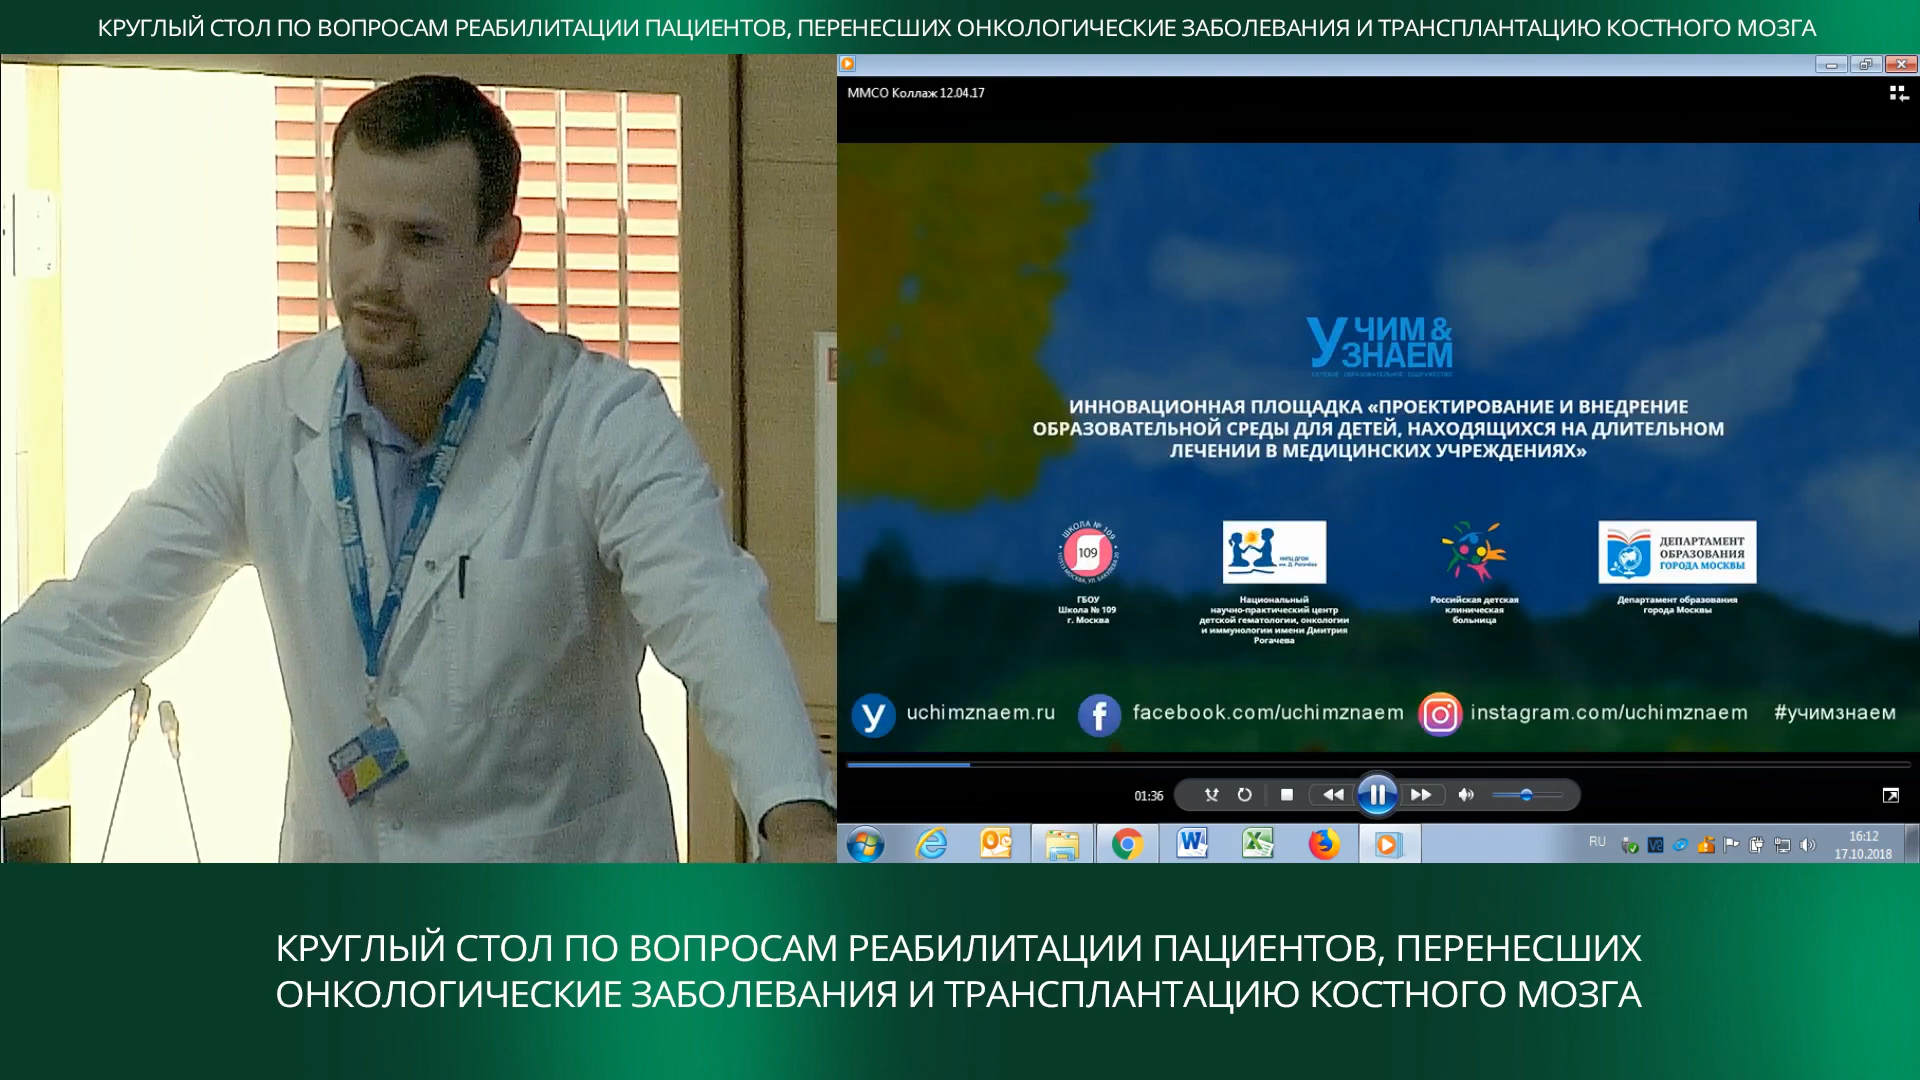 КРУГЛЫЙ СТОЛ ПО ВОПРОСАМ РЕАБИЛИТАЦИИ ПАЦИЕНТОВ, ПЕРЕНЕСШИХ ОНКОЛОГИЧЕСКИЕ ЗАБОЛЕВАНИЯ И ТРАНСПЛАНТАЦИЮ КОСТНОГО МОЗГА
ММСО Коллаж 12.04.17
УЧИМ&
ЗНАЕМ
ИННОВАЦИОННАЯ ПЛОЩАДКА «ПРОЕКТИРОВАНИЕ И ВНЕДРЕНИЕ
ОБРАЗОВАТЕЛЬНОЙ СРЕДЫ ДЛЯ ДЕТЕЙ, НАХОДЯЩИХСЯ НА ДЛИТЕЛЬНОМ
ЛЕЧЕНИИ В МЕДИЦИНСКИХ УЧРЕЖДЕНИЯХ»
ШКОЛА № 109
109
ДЕПАРТАМЕНТ
ОБРАЗОВАНИЯ
ГОРОДА МОСКВЫ
ГБОУ
Школа № 109
г. Москва
Национальный
научно-практический центр
детской гематологии, онкологии
и иммунологии имени Дмитрия
Рогачева
Российская детская
клиническая
больница
Департамент образования
города Москвы
У uchimznaem.ru f facebook.com/uchimznaem instagram.com/uchimznaem #учимзнаем
01:36
RU
16:12
17.10.2018
КРУГЛЫЙ СТОЛ ПО ВОПРОСАМ РЕАБИЛИТАЦИИ ПАЦИЕНТОВ, ПЕРЕНЕСШИХ
ОНКОЛОГИЧЕСКИЕ ЗАБОЛЕВАНИЯ И ТРАНСПЛАНТАЦИЮ КОСТНОГО МОЗГА